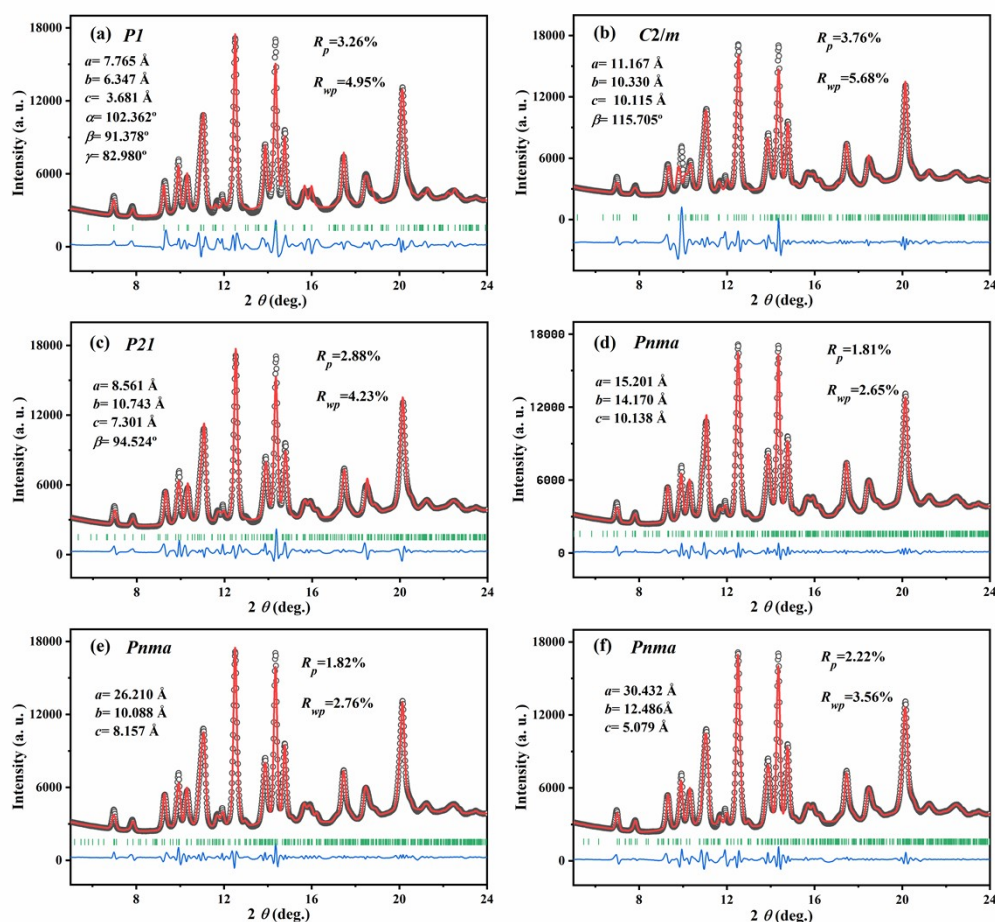 (a) P1
a= 7.765 Å
b= 6.347 Å
c= 3.681 Å
α= 102.362°
β= 91.378°
γ= 82.980°
Rp=3.26%
Rwp=4.95%
Intensity (a. u.)
18000
12000
6000
0
8 12 16 20 24
2 θ (deg.)
(b) C2/m
a= 11.167 Å
b= 10.330 Å
c= 10.115 Å
β= 115.705°
Rp=3.76%
Rwp=5.68%
Intensity (a. u.)
18000
12000
6000
0
8 12 16 20 24
2 θ (deg.)
(c) P21
a= 8.561 Å
b= 10.743 Å
c= 7.301 Å
β= 94.524°
Rp=2.88%
Rwp=4.23%
Intensity (a. u.)
18000
12000
6000
0
8 12 16 20 24
2 θ (deg.)
(d) Pnma
a= 15.201 Å
b= 14.170 Å
c= 10.138 Å
Rp=1.81%
Rwp=2.65%
Intensity (a. u.)
18000
12000
6000
0
8 12 16 20 24
2 θ (deg.)
(e) Pnma
a= 26.210 Å
b= 10.088 Å
c= 8.157 Å
Rp=1.82%
Rwp=2.76%
Intensity (a. u.)
18000
12000
6000
0
8 12 16 20 24
2 θ (deg.)
(f) Pnma
a= 30.432 Å
b= 12.486Å
c= 5.079 Å
Rp=2.22%
Rwp=3.56%
Intensity (a. u.)
18000
12000
6000
0
8 12 16 20 24
2 θ (deg.)